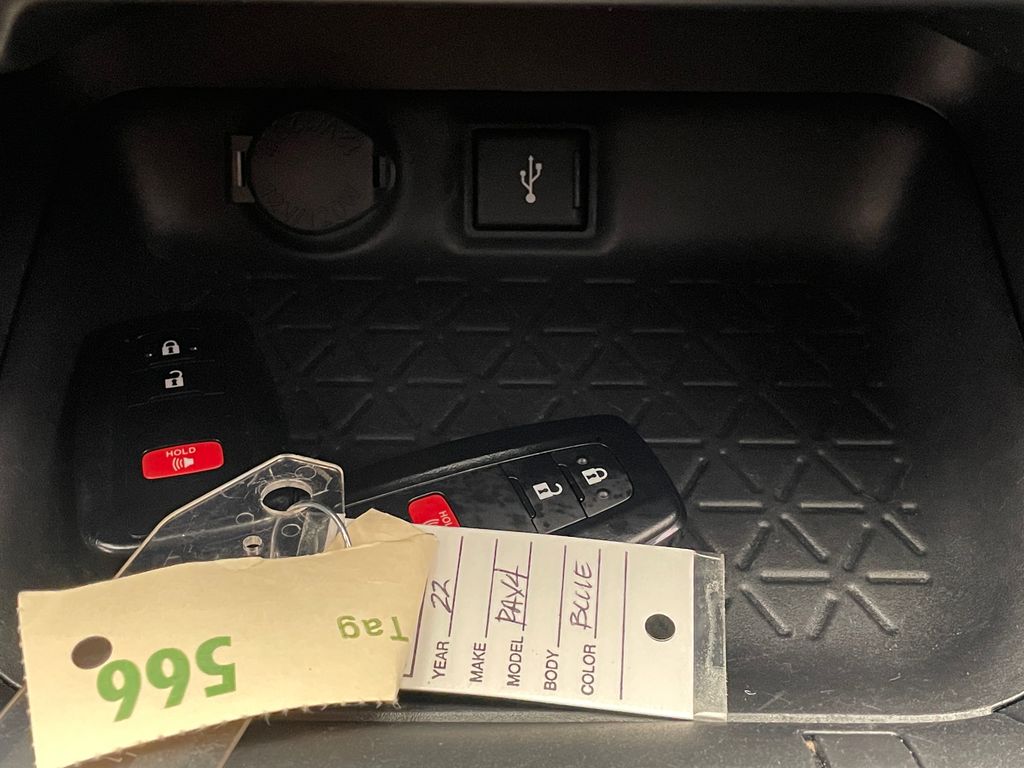 HOLD
Tag
566
YEAR 22
MAKE
MODEL RAV4
BODY
COLOR BLUE